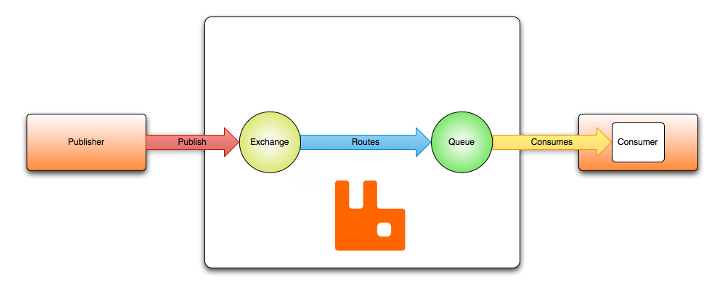 Publisher
Publish
Exchange
Routes
Queue
Consumes
Consumer